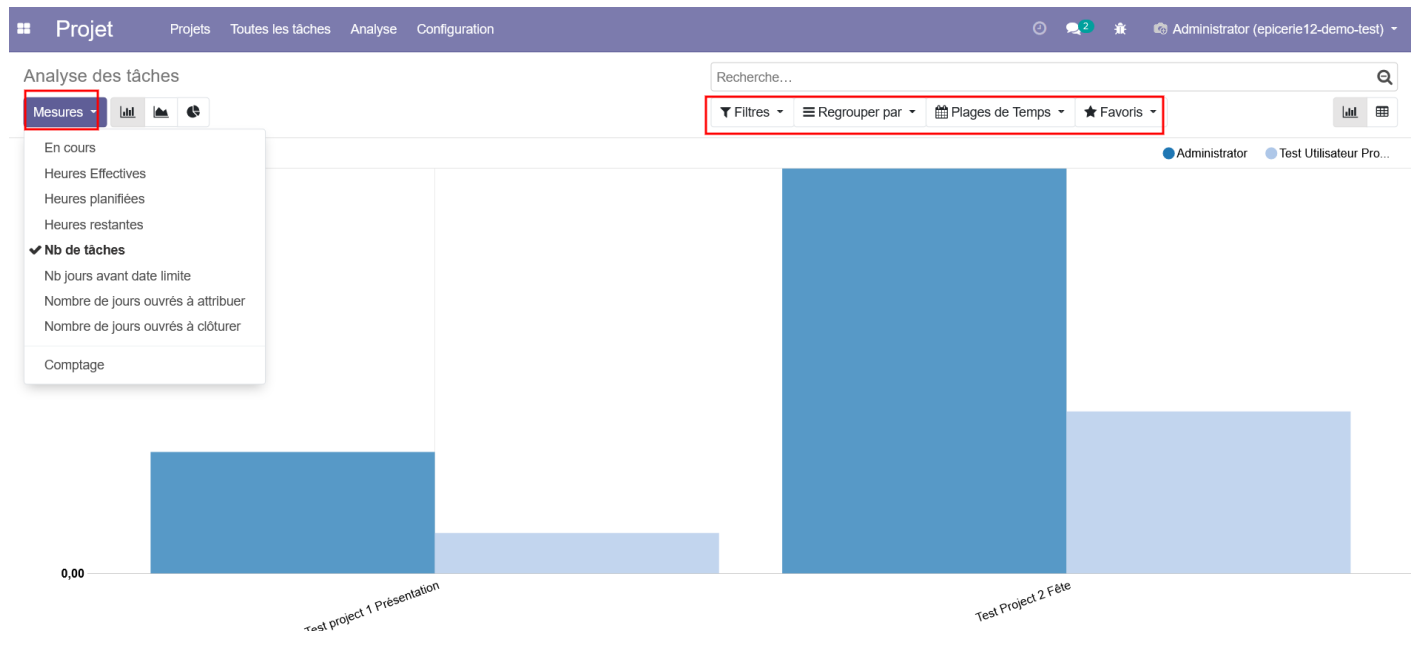 Projet Projets Toutes les tâches Analyse Configuration 2 Administrator (epicerie12-demo-test)
Analyse des tâches Recherche...
Mesures Filtres Regrouper par Plages de Temps Favoris
En cours Administrator Test Utilisateur Pro...
Heures Effectives
Heures planifiées
Heures restantes
Nb de tâches
Nb jours avant date limite
Nombre de jours ouvrés à attribuer
Nombre de jours ouvrés à clôturer
Comptage
0,00
Test project 1 Présentation Test Project 2 Fête